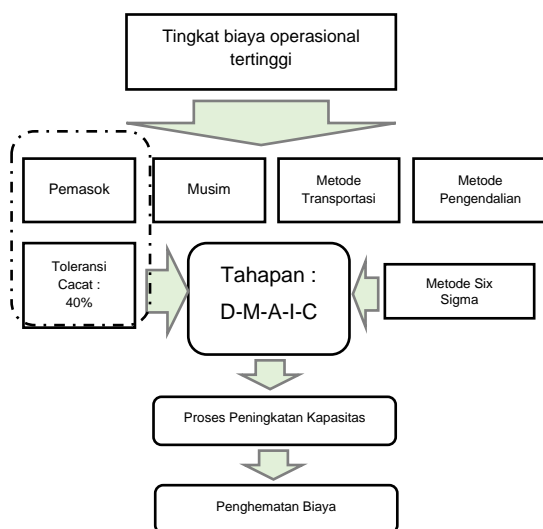 Tingkat biaya operasional
tertinggi
Pemasok
Musim
Metode
Transportasi
Metode
Pengendalian
Toleransi
Cacat :
40%
Tahapan :
D-M-A-I-C
Metode Six
Sigma
Proses Peningkatan Kapasitas
Penghematan Biaya